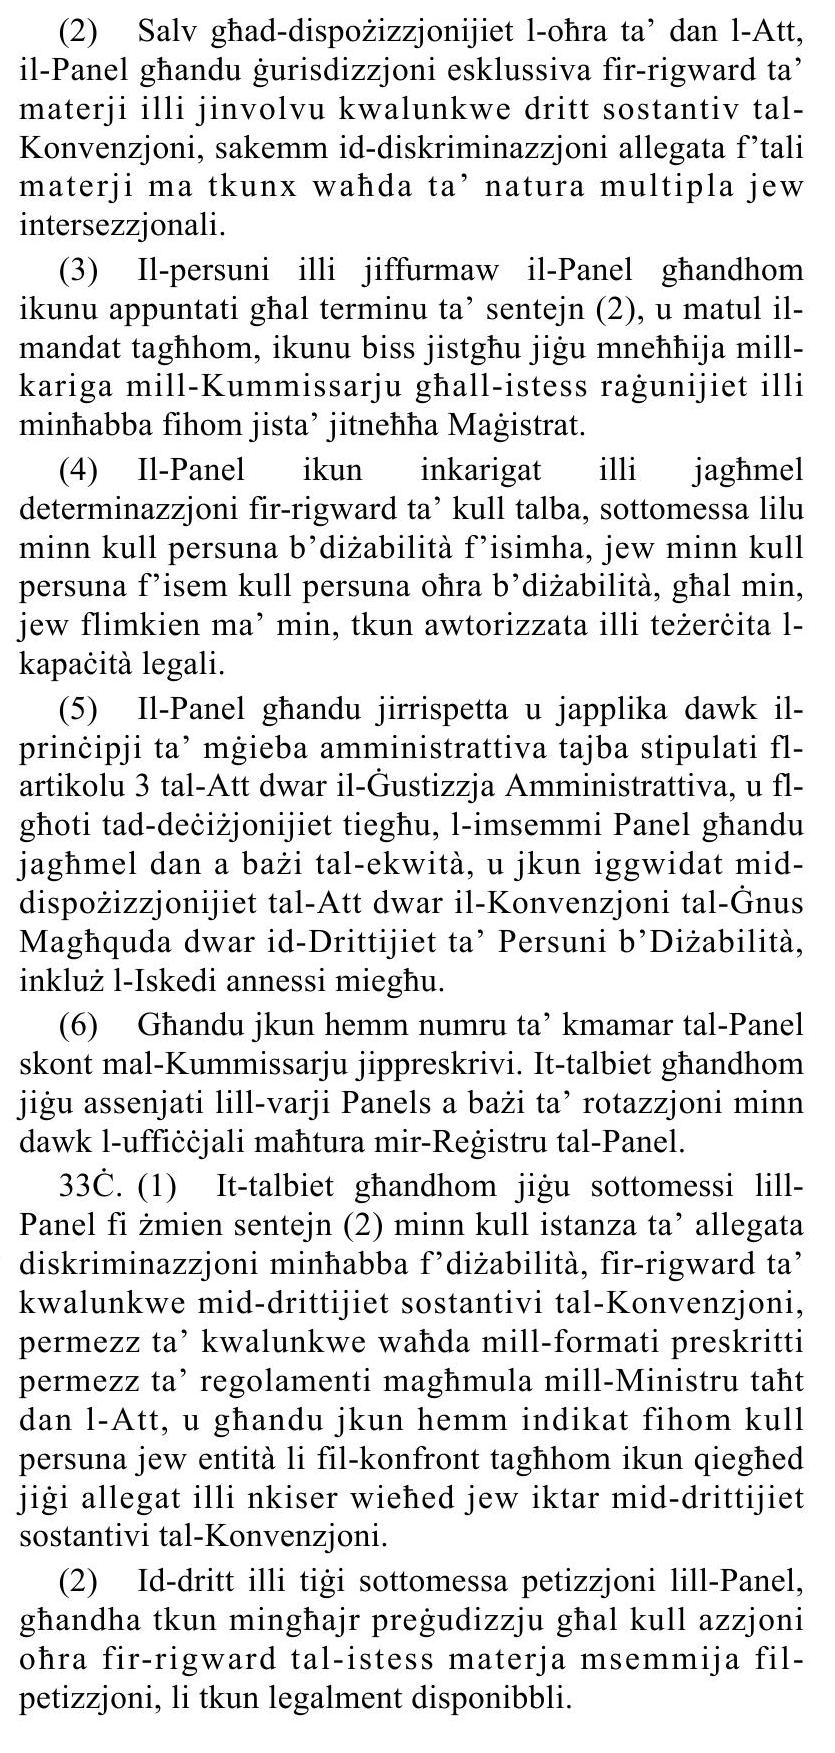 (2) Salv għad-dispożizzjonijiet l-oħra ta’ dan l-Att,
il-Panel għandu ġurisdizzjoni esklussiva fir-rigward ta’
materji illi jinvolvu kwalunkwe dritt sostantiv tal-
Konvenzjoni, sakemm id-diskriminazzjoni allegata f’tali
materji ma tkunx waħda ta’ natura multipla jew
intersezzjonali.
(3) Il-persuni illi jiffurmaw il-Panel għandhom
ikunu appuntati għal terminu ta’ sentejn (2), u matul il-
mandat tagħhom, ikunu biss jistgħu jiġu mneħħija mill-
kariga mill-Kummissarju għall-istess raġunijiet illi
minħabba fihom jista’ jitneħħa Maġistrat.
(4) Il-Panel ikun inkarigat illi jagħmel
determinazzjoni fir-rigward ta’ kull talba, sottomessa lilu
minn kull persuna b’diżabilità f’isimha, jew minn kull
persuna f’isem kull persuna oħra b’diżabilità, għal min,
jew flimkien ma’ min, tkun awtorizzata illi teżerċita l-
kapaċità legali.
(5) Il-Panel għandu jirrispetta u japplika dawk il-
prinċipji ta’ mġieba amministrattiva tajba stipulati fl-
artikolu 3 tal-Att dwar il-Ġustizzja Amministrattiva, u fl-
għoti tad-deċiżjonijiet tiegħu, l-imsemmi Panel għandu
jagħmel dan a bażi tal-ekwità, u jkun iggwidat mid-
dispożizzjonijiet tal-Att dwar il-Konvenzjoni tal-Ġnus
Magħquda dwar id-Drittijiet ta’ Persuni b’Diżabilità,
inkluż l-Iskedi annessi miegħu.
(6) Għandu jkun hemm numru ta’ kmamar tal-Panel
skont mal-Kummissarju jippreskrivi. It-talbiet għandhom
jiġu assenjati lill-varji Panels a bażi ta’ rotazzjoni minn
dawk l-uffiċċjali maħtura mir-Reġistru tal-Panel.
33Ċ. (1) It-talbiet għandhom jiġu sottomessi lill-
Panel fi żmien sentejn (2) minn kull istanza ta’ allegata
diskriminazzjoni minħabba f’diżabilità, fir-rigward ta’
kwalunkwe mid-drittijiet sostantivi tal-Konvenzjoni,
permezz ta’ kwalunkwe waħda mill-formati preskritti
permezz ta’ regolamenti magħmula mill-Ministru taħt
dan l-Att, u għandu jkun hemm indikat fihom kull
persuna jew entità li fil-konfront tagħhom ikun qiegħed
jiġi allegat illi nkiser wieħed jew iktar mid-drittijiet
sostantivi tal-Konvenzjoni.
(2) Id-dritt illi tiġi sottomessa petizzjoni lill-Panel,
għandha tkun mingħajr preġudizzju għal kull azzjoni
oħra fir-rigward tal-istess materja msemmija fil-
petizzjoni, li tkun legalment disponibbli.